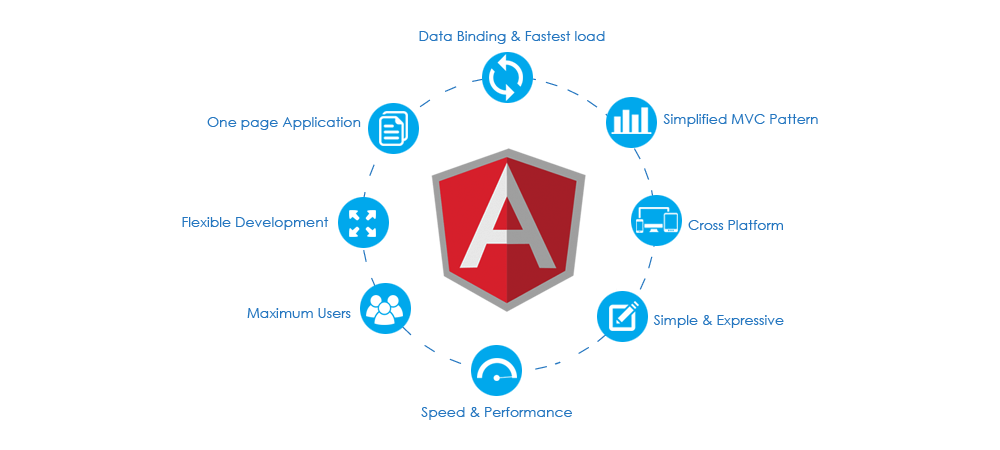 Data Binding & Fastest load
One page Application
Simplified MVC Pattern
Flexible Development
Cross Platform
Maximum Users
Simple & Expressive
Speed & Performance